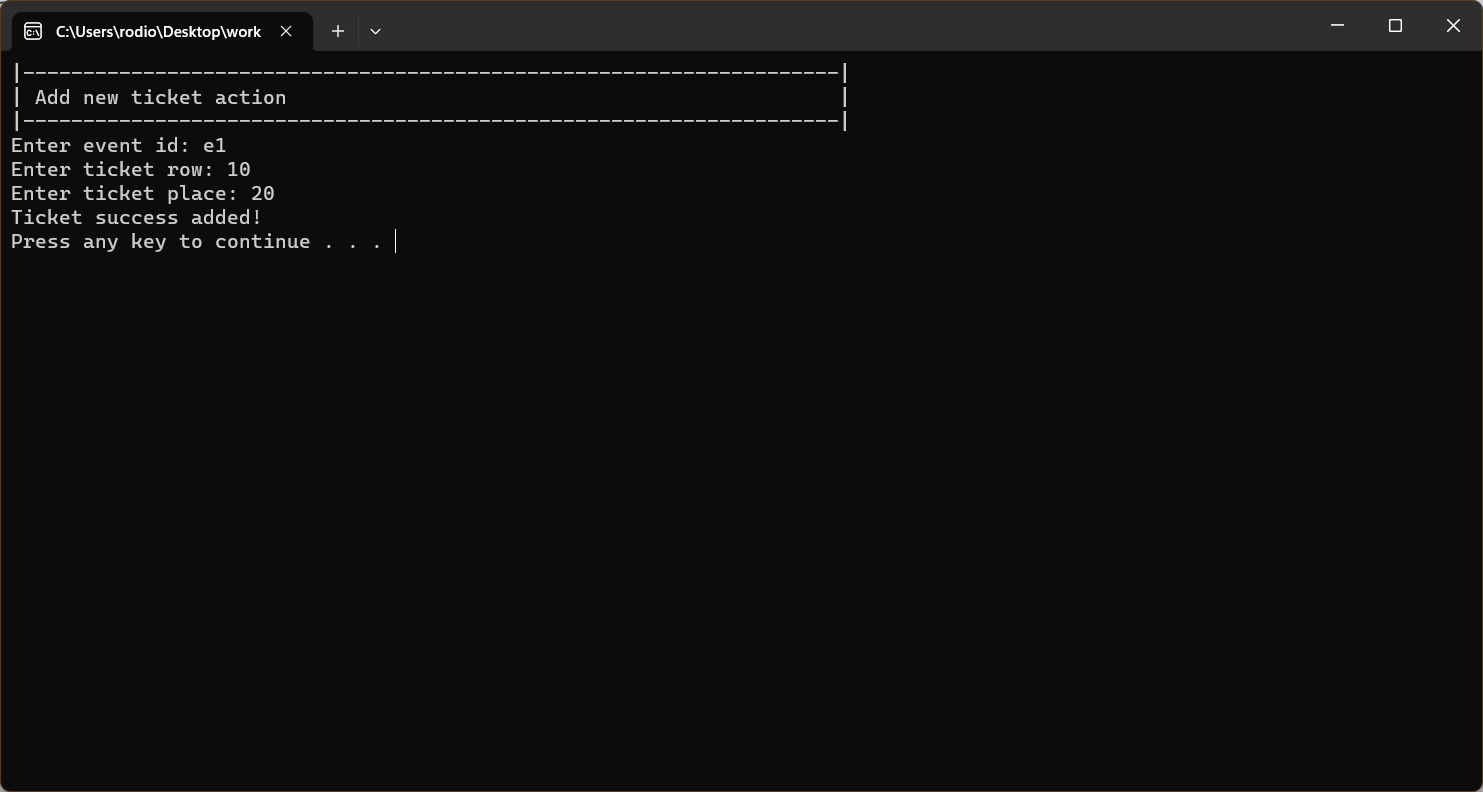 C:\Users\rodio\Desktop\work
|--------------------------------------------------------------------|
| Add new ticket action                                              |
|--------------------------------------------------------------------|
Enter event id: e1
Enter ticket row: 10
Enter ticket place: 20
Ticket success added!
Press any key to continue . . .